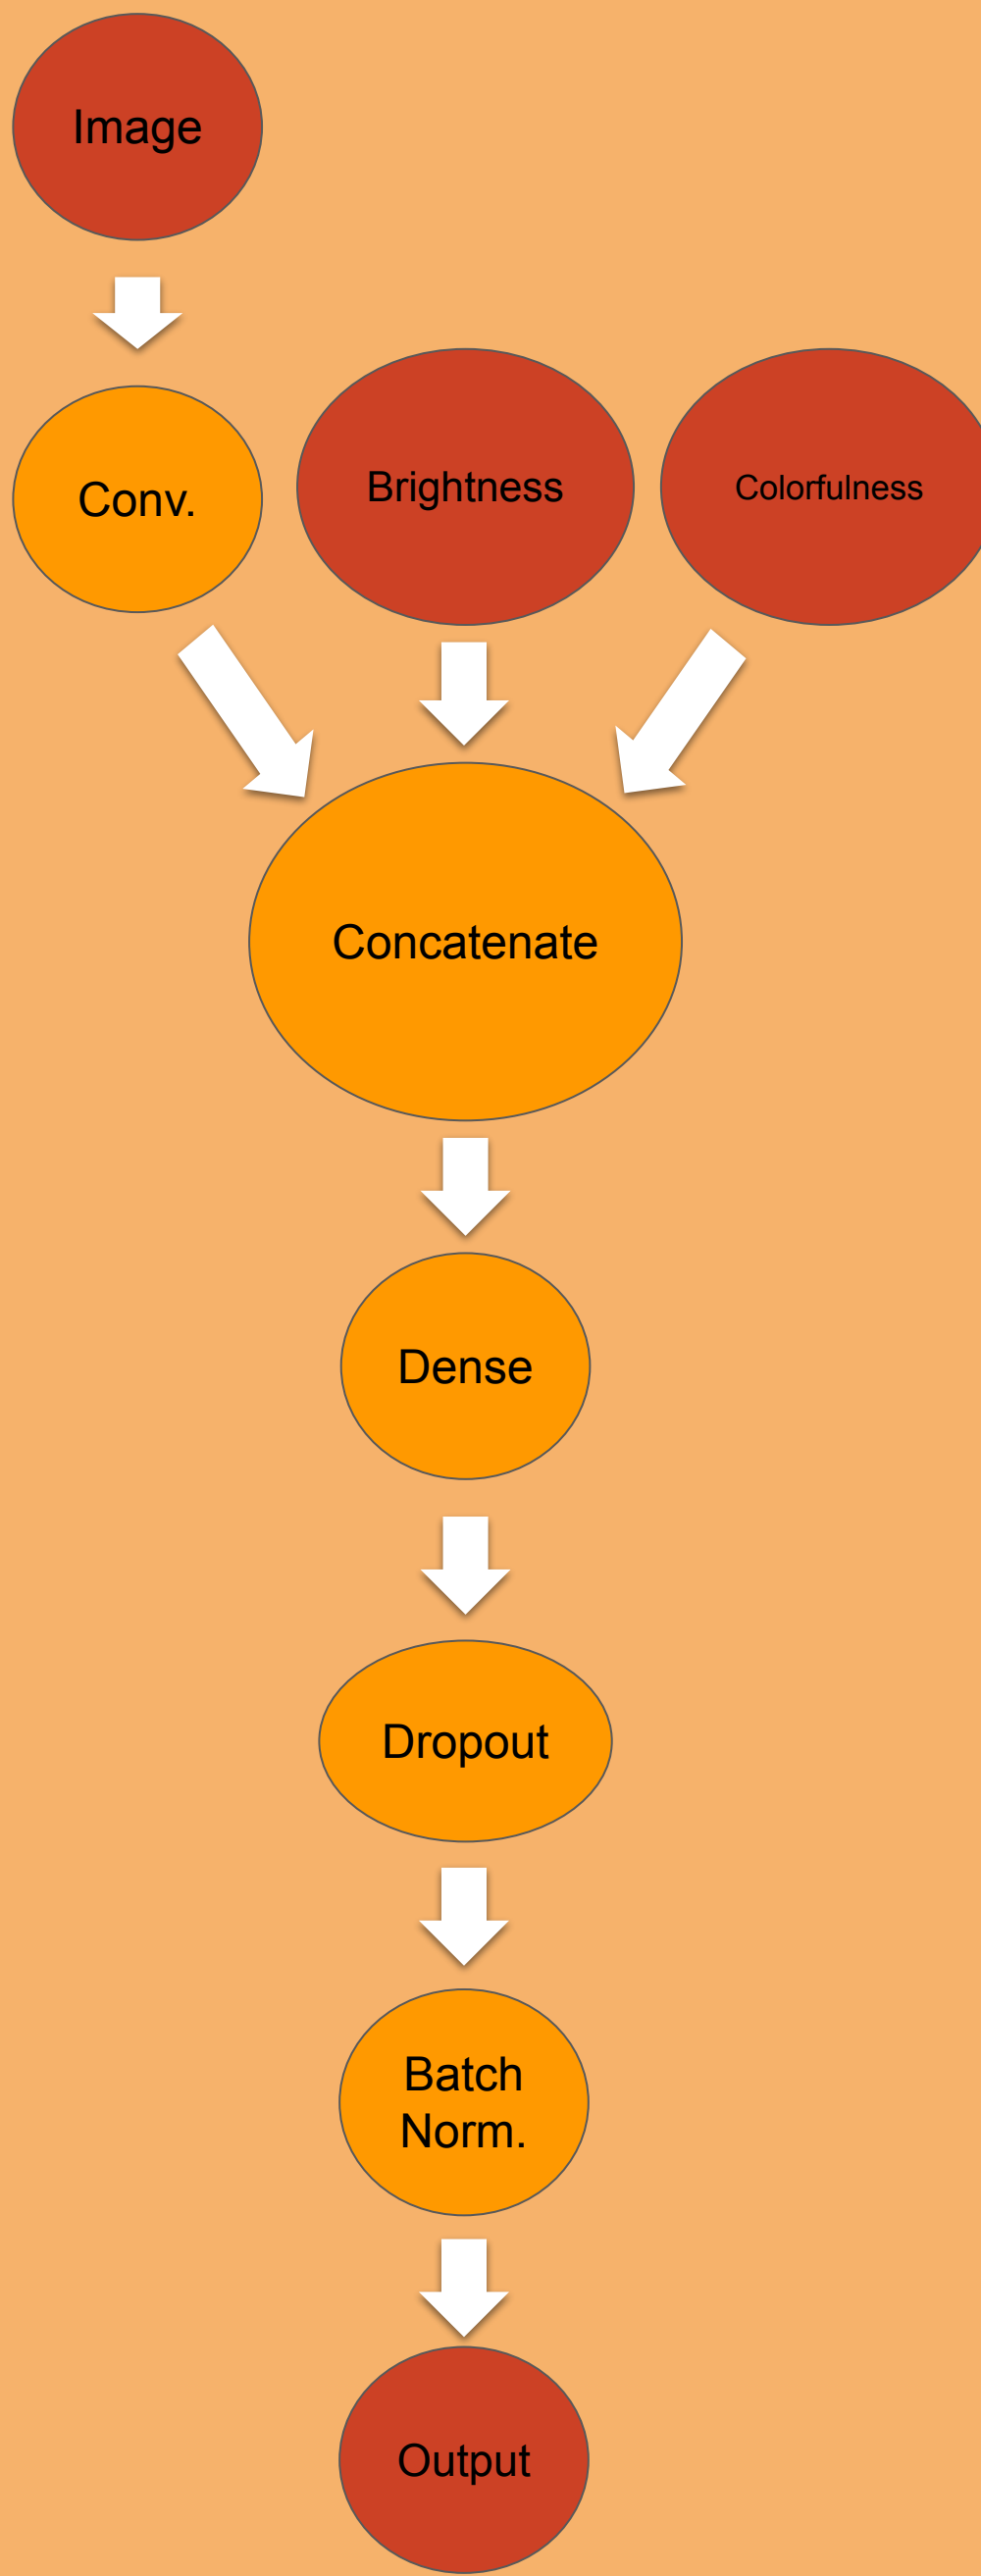 Image
Conv.
Brightness
Colorfulness
Concatenate
Dense
Dropout
Batch
Norm.
Output